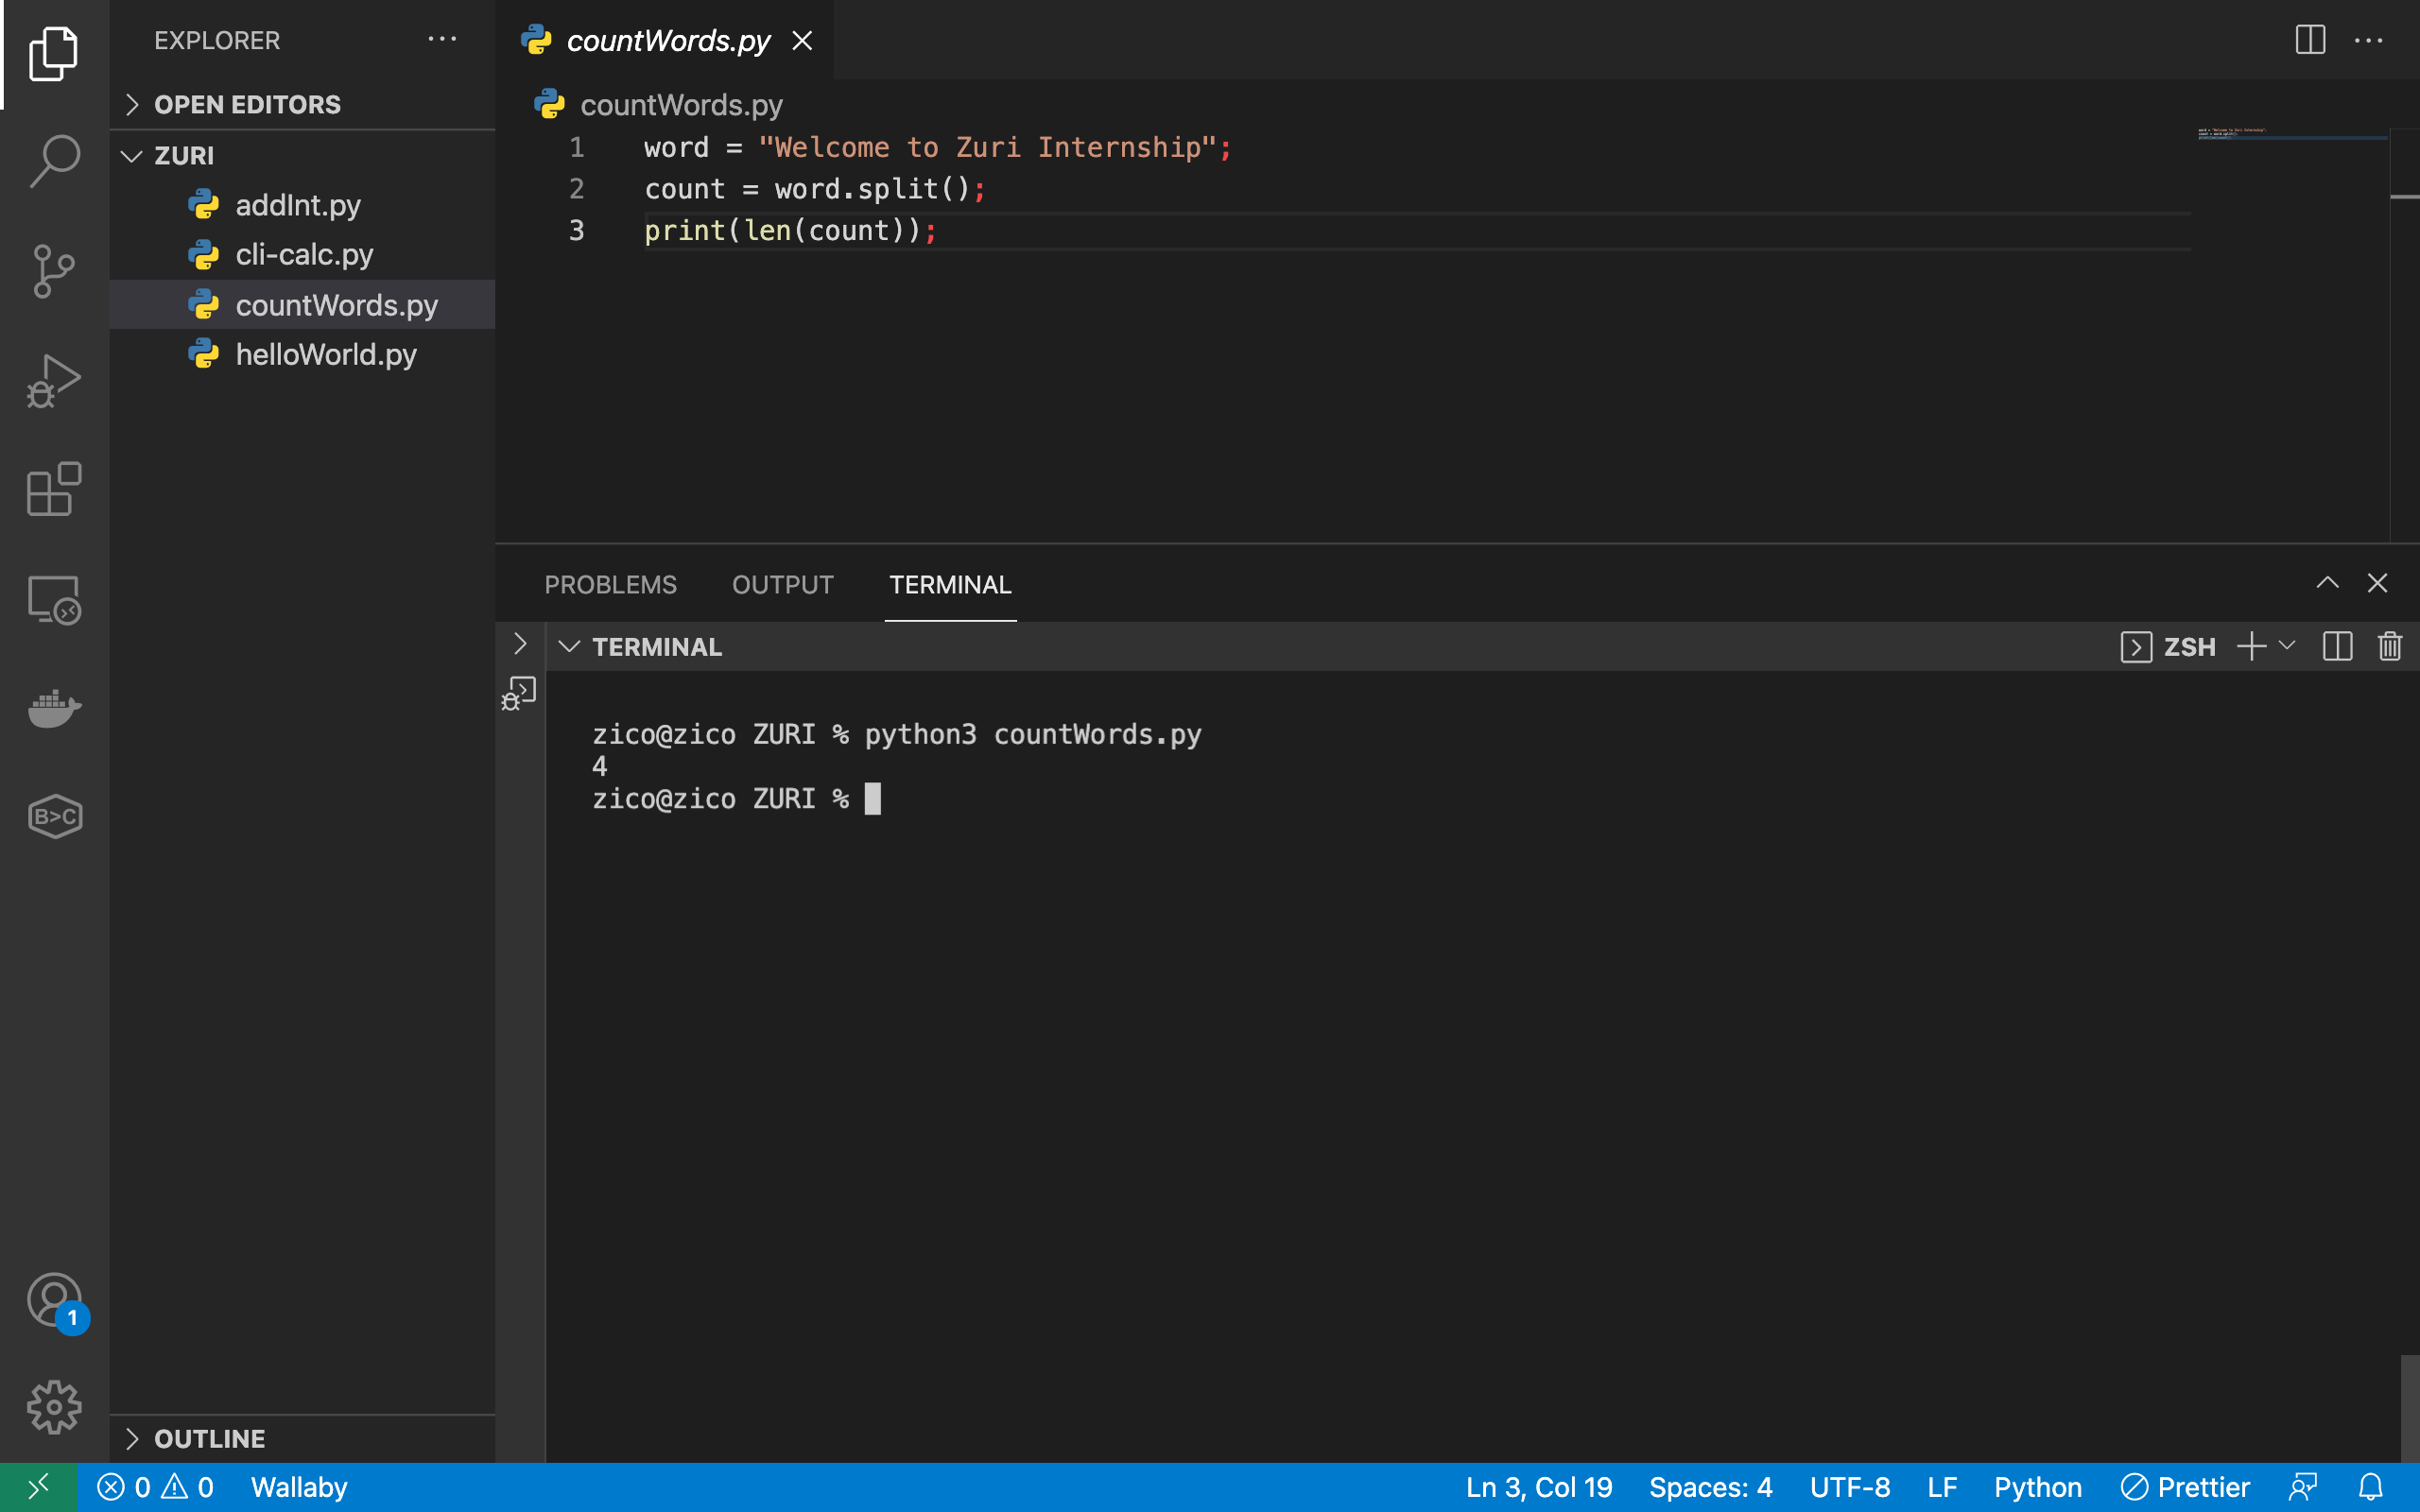 EXPLORER
OPEN EDITORS
ZURI
addInt.py
cli-calc.py
countWords.py
helloWorld.py
OUTLINE
countWords.py
countWords.py
1 word = "Welcome to Zuri Internship";
2 count = word.split();
3 print(len(count));
PROBLEMS OUTPUT TERMINAL
TERMINAL ZSH
zico@zico ZURI % python3 countWords.py
4
zico@zico ZURI %
B>C
1
0 0 Wallaby Ln 3, Col 19 Spaces: 4 UTF-8 LF Python Prettier